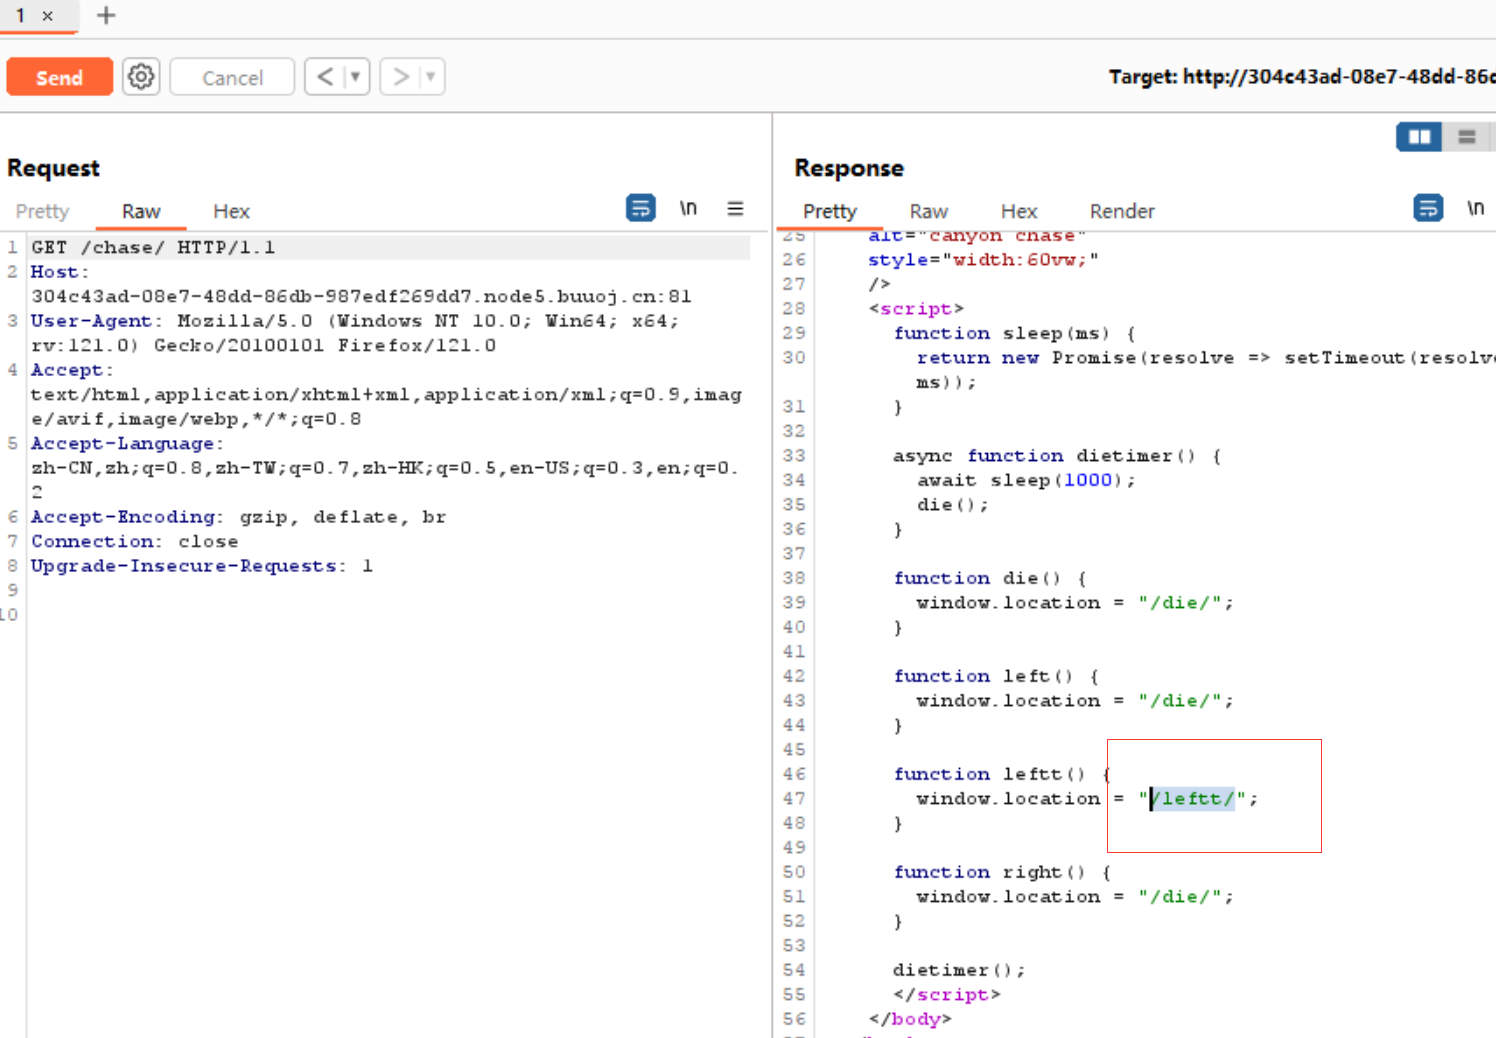 1 ×
+
Send
Cancel
Target: http://304c43ad-08e7-48dd-86d
Request
Pretty Raw Hex
\n
1 GET /chase/ HTTP/1.1
2 Host:
304c43ad-08e7-48dd-86db-987edf269dd7.node5.buuoj.cn:81
3 User-Agent: Mozilla/5.0 (Windows NT 10.0; Win64; x64;
rv:121.0) Gecko/20100101 Firefox/121.0
4 Accept:
text/html,application/xhtml+xml,application/xml;q=0.9,imag
e/avif,image/webp,*/*;q=0.8
5 Accept-Language:
zh-CN,zh;q=0.8,zh-TW;q=0.7,zh-HK;q=0.5,en-US;q=0.3,en;q=0.
2
6 Accept-Encoding: gzip, deflate, br
7 Connection: close
8 Upgrade-Insecure-Requests: 1
9
10
Response
Pretty Raw Hex Render
\n
25 alt="canyon chase"
26 style="width:60vw;"
27 />
28 <script>
29 function sleep(ms) {
30 return new Promise(resolve => setTimeout(resolve
ms));
31 }
32
33 async function dietimer() {
34 await sleep(1000);
35 die();
36 }
37
38 function die() {
39 window.location = "/die/";
40 }
41
42 function left() {
43 window.location = "/die/";
44 }
45
46 function leftt() {
47 window.location = "/leftt/";
48 }
49
50 function right() {
51 window.location = "/die/";
52 }
53
54 dietimer();
55 </script>
56 </body>